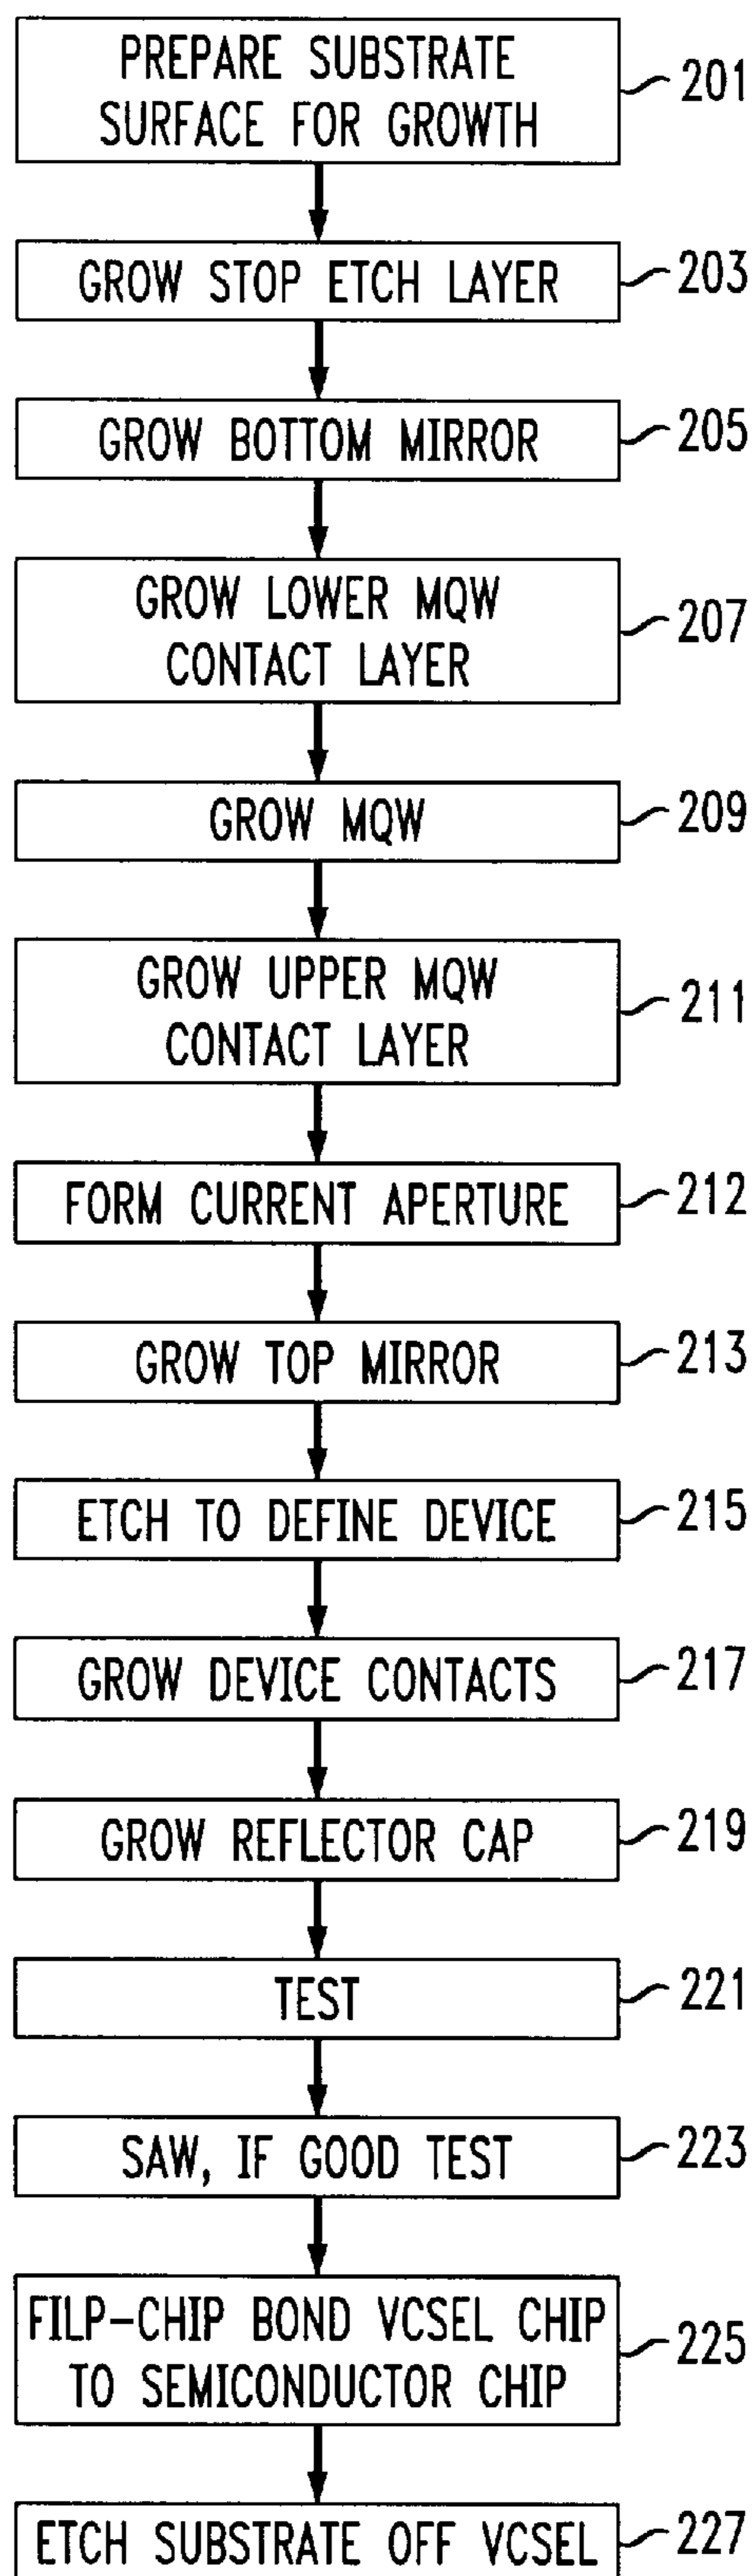 PREPARE SUBSTRATE
SURFACE FOR GROWTH
201
GROW STOP ETCH LAYER
203
GROW BOTTOM MIRROR
205
GROW LOWER MQW
CONTACT LAYER
207
GROW MQW
209
GROW UPPER MQW
CONTACT LAYER
211
FORM CURRENT APERTURE
212
GROW TOP MIRROR
213
ETCH TO DEFINE DEVICE
215
GROW DEVICE CONTACTS
217
GROW REFLECTOR CAP
219
TEST
221
SAW, IF GOOD TEST
223
FILP-CHIP BOND VCSEL CHIP
TO SEMICONDUCTOR CHIP
225
ETCH SUBSTRATE OFF VCSEL
227